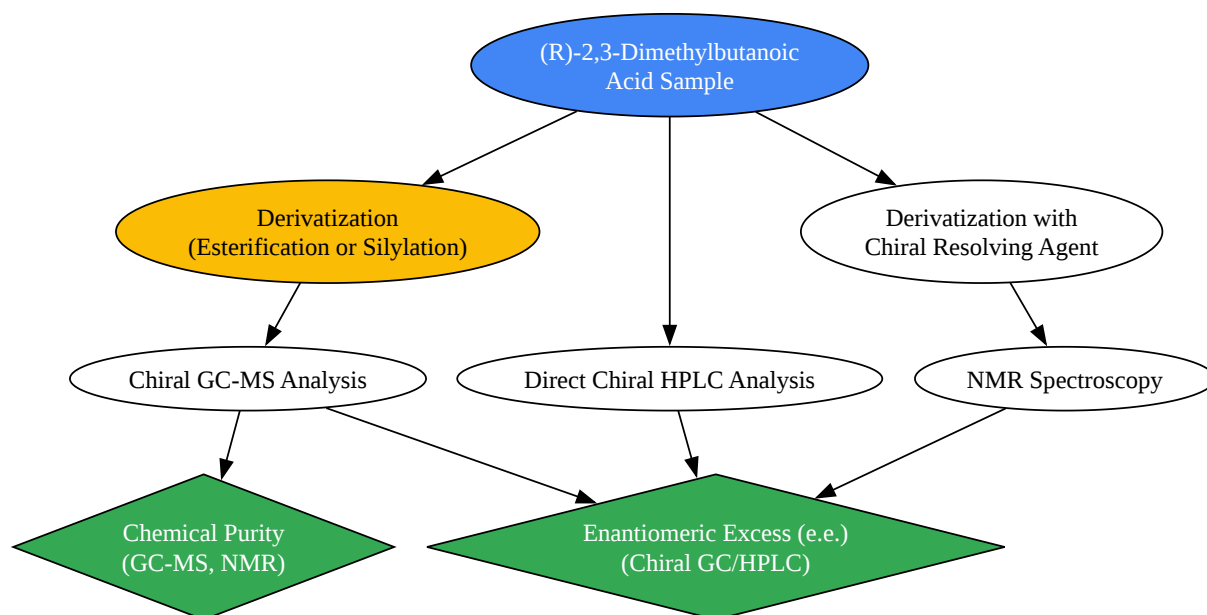 (R)-2,3-Dimethylbutanoic
Acid Sample
Derivatization
(Esterification or Silylation)
Derivatization with
Chiral Resolving Agent
Chiral GC-MS Analysis
Direct Chiral HPLC Analysis
NMR Spectroscopy
Chemical Purity
(GC-MS, NMR)
Enantiomeric Excess (e.e.)
(Chiral GC/HPLC)